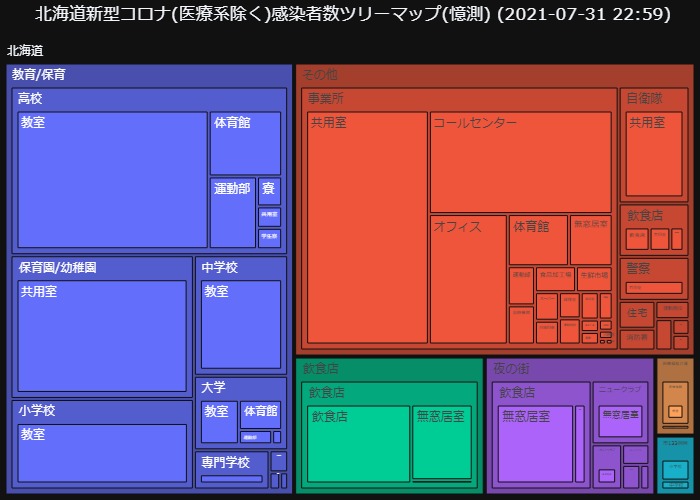 北海道新型コロナ(医療系除く)感染者数ツリーマップ(憶測) (2021-07-31 22:59)
北海道
教育/保育
高校
教室
体育館
運動部
寮
共用室
保育園/幼稚園
共用室
中学校
教室
小学校
教室
大学
教室
体育館
運動部
専門学校
その他
事業所
共用室
コールセンター
オフィス
体育館
無窓居室
運動部
食品加工場
生鮮市場
自衛隊
共用室
飲食店
警察
住宅
消防署
飲食店
飲食店
飲食店
無窓居室
夜の街
飲食店
無窓居室
ニュークラブ
無窓居室